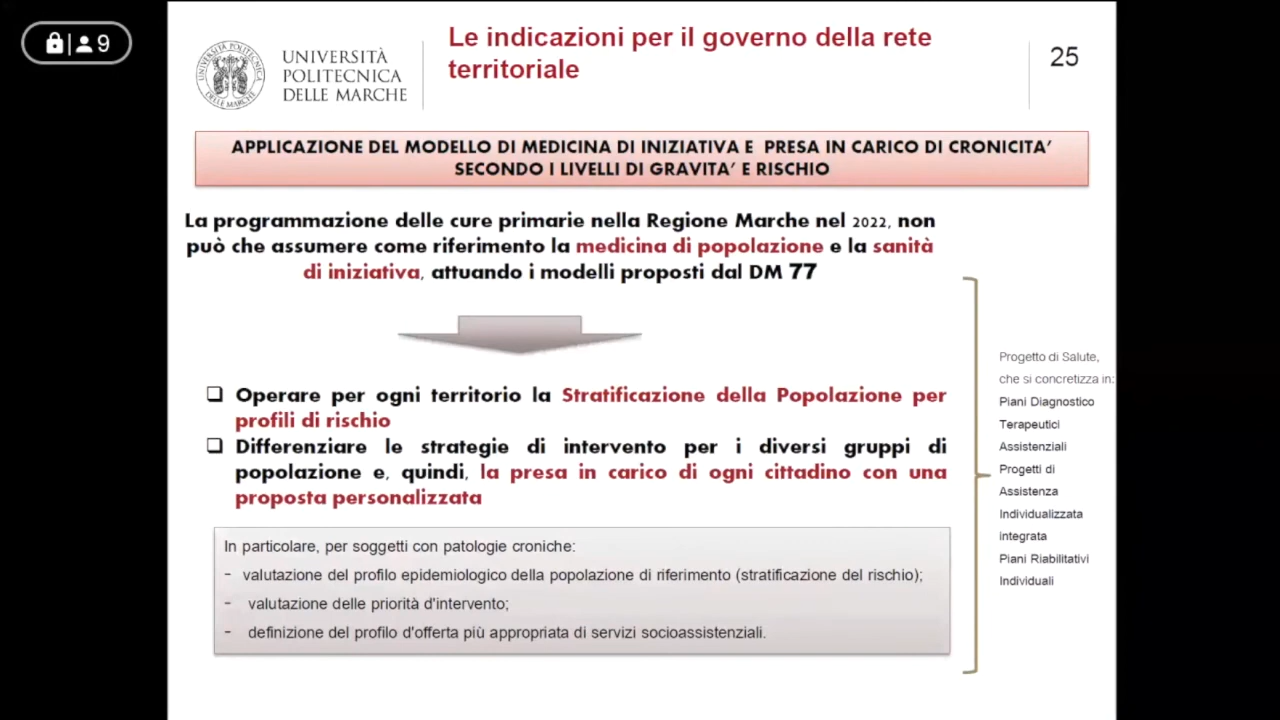 9
UNIVERSITÀ
POLITECNICA
DELLE MARCHE
Le indicazioni per il governo della rete
territoriale
25
APPLICAZIONE DEL MODELLO DI MEDICINA DI INIZIATIVA E PRESA IN CARICO DI CRONICITA’
SECONDO I LIVELLI DI GRAVITA’ E RISCHIO
La programmazione delle cure primarie nella Regione Marche nel 2022, non
può che assumere come riferimento la medicina di popolazione e la sanità
di iniziativa, attuando i modelli proposti dal DM 77
❑ Operare per ogni territorio la Stratificazione della Popolazione per
profili di rischio
❑ Differenziare le strategie di intervento per i diversi gruppi di
popolazione e, quindi, la presa in carico di ogni cittadino con una
proposta personalizzata
In particolare, per soggetti con patologie croniche:
- valutazione del profilo epidemiologico della popolazione di riferimento (stratificazione del rischio);
- valutazione delle priorità d'intervento;
- definizione del profilo d'offerta più appropriata di servizi socioassistenziali.
Progetto di Salute,
che si concretizza in:
Piani Diagnostico
Terapeutici
Assistenziali
Progetti di
Assistenza
Individualizzata
Integrata
Piani Riabilitativi
Individuali